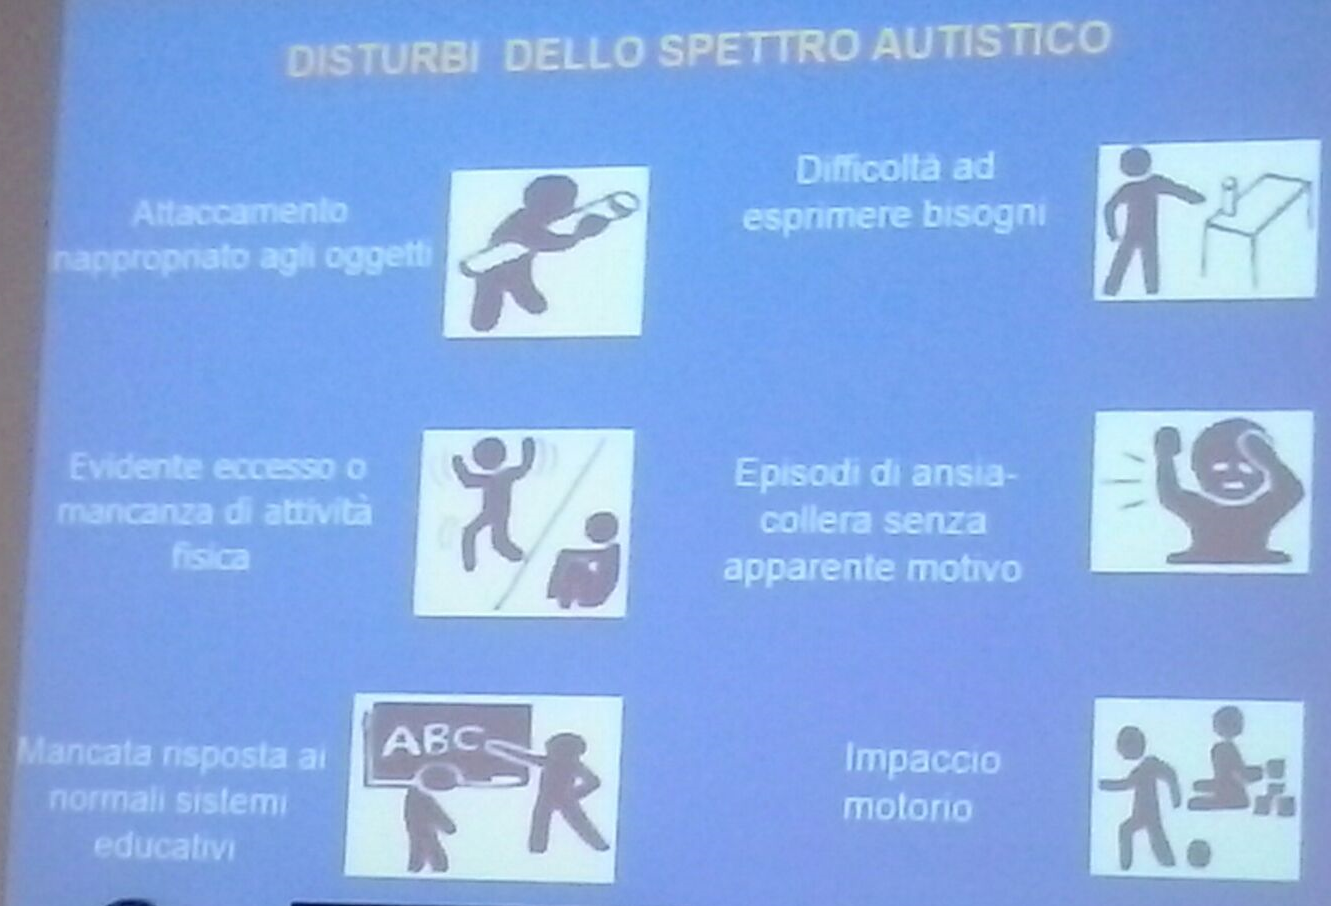 DISTURBI DELLO SPETTRO AUTISTICO
Attaccamento
nappropriato agli oggetti
Difficoltà ad
esprimere bisogni
Evidente eccesso o
mancanza di attività
fisica
Episodi di ansia-
collera senza
apparente motivo
ABC
Mancata risposta ai
normali sistemi
educativi
Impaccio
motorio